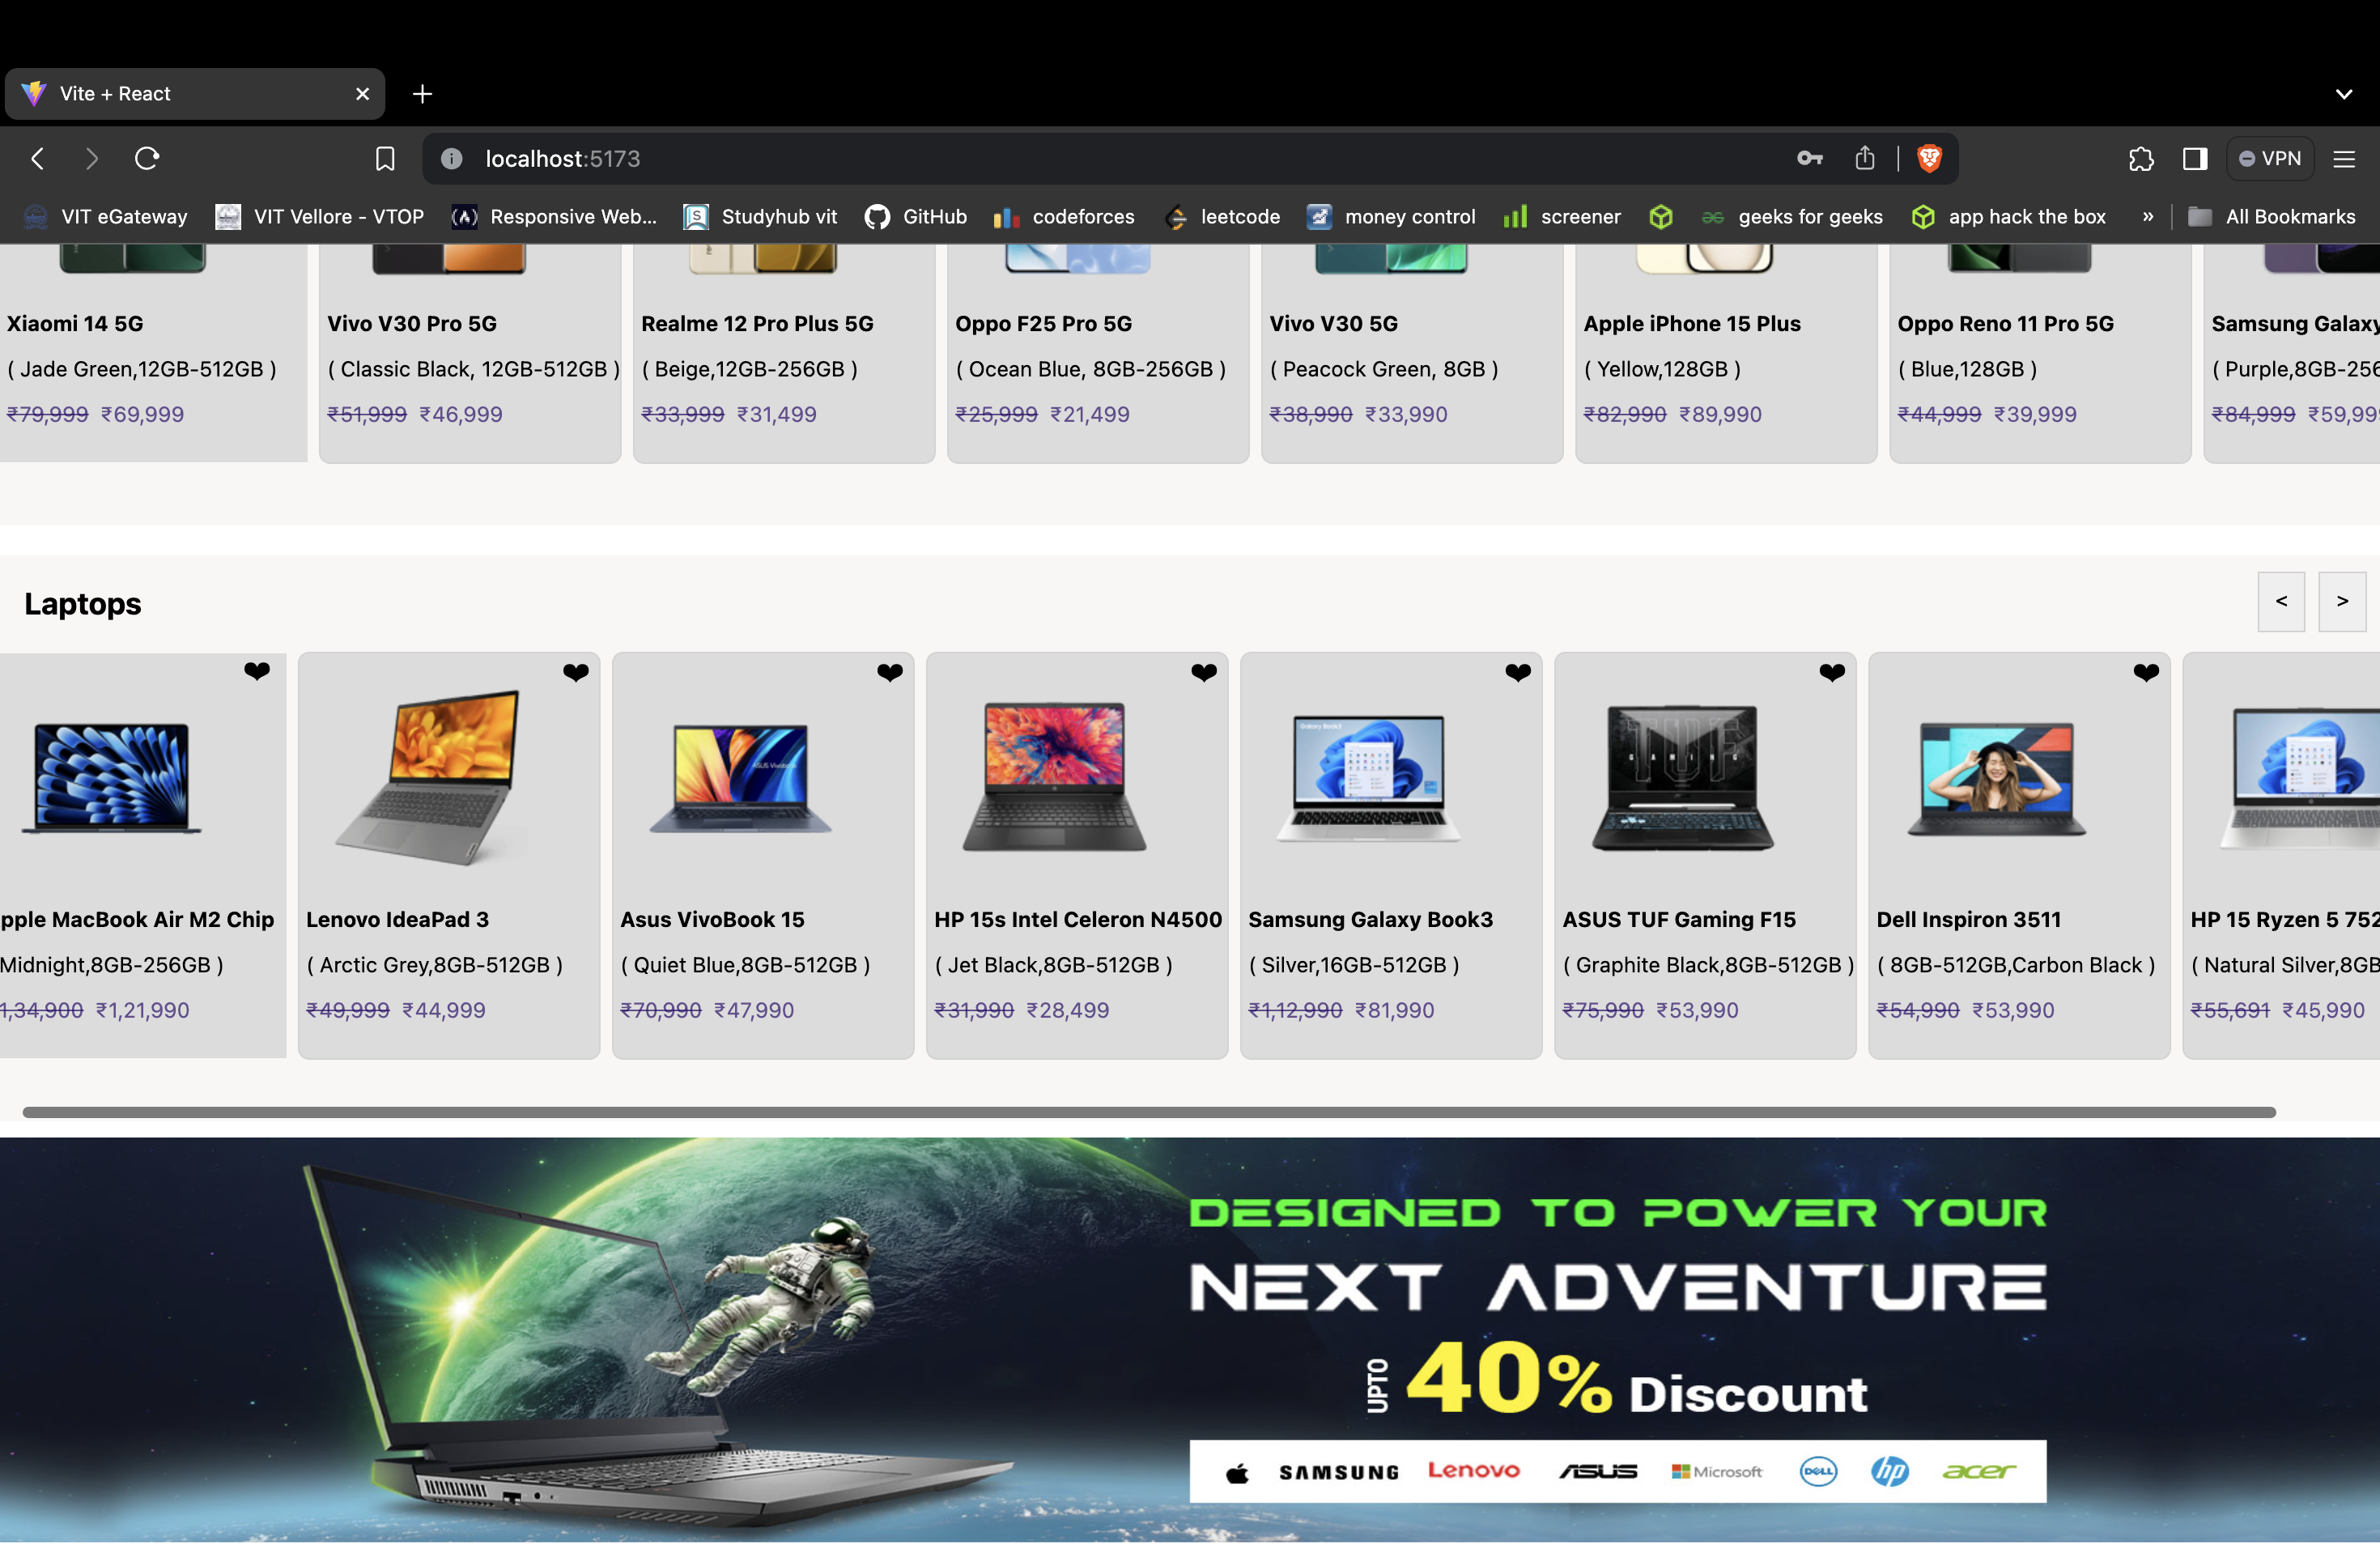 Vite + React
localhost:5173
VPN
VIT eGateway VIT Vellore - VTOP Responsive Web... Studyhub vit GitHub codeforces leetcode money control screener geeks for geeks app hack the box » All Bookmarks
Xiaomi 14 5G
( Jade Green,12GB-512GB )
₹79,999 ₹69,999
Vivo V30 Pro 5G
( Classic Black, 12GB-512GB )
₹51,999 ₹46,999
Realme 12 Pro Plus 5G
( Beige,12GB-256GB )
₹33,999 ₹31,499
Oppo F25 Pro 5G
( Ocean Blue, 8GB-256GB )
₹25,999 ₹21,499
Vivo V30 5G
( Peacock Green, 8GB )
₹38,990 ₹33,990
Apple iPhone 15 Plus
( Yellow,128GB )
₹82,990 ₹89,990
Oppo Reno 11 Pro 5G
( Blue,128GB )
₹44,999 ₹39,999
Samsung Galaxy
( Purple,8GB-256
₹84,999 ₹59,999
Laptops
< >
pple MacBook Air M2 Chip
Midnight,8GB-256GB )
1,34,900 ₹1,21,990
Lenovo IdeaPad 3
( Arctic Grey,8GB-512GB )
₹49,999 ₹44,999
ASUS Vivobook
Asus VivoBook 15
( Quiet Blue,8GB-512GB )
₹70,990 ₹47,990
HP 15s Intel Celeron N4500
( Jet Black,8GB-512GB )
₹31,990 ₹28,499
Galaxy Book3
Samsung Galaxy Book3
( Silver,16GB-512GB )
₹1,12,990 ₹81,990
TUF
GAMING
ASUS TUF Gaming F15
( Graphite Black,8GB-512GB )
₹75,990 ₹53,990
Dell Inspiron 3511
( 8GB-512GB,Carbon Black )
₹54,990 ₹53,990
HP 15 Ryzen 5 752
( Natural Silver,8GB
₹55,691 ₹45,990
DESIGNED TO POWER YOUR
NEXT ADVENTURE
UPTO 40% Discount
SAMSUNG Lenovo ASUS Microsoft DELL hp acer